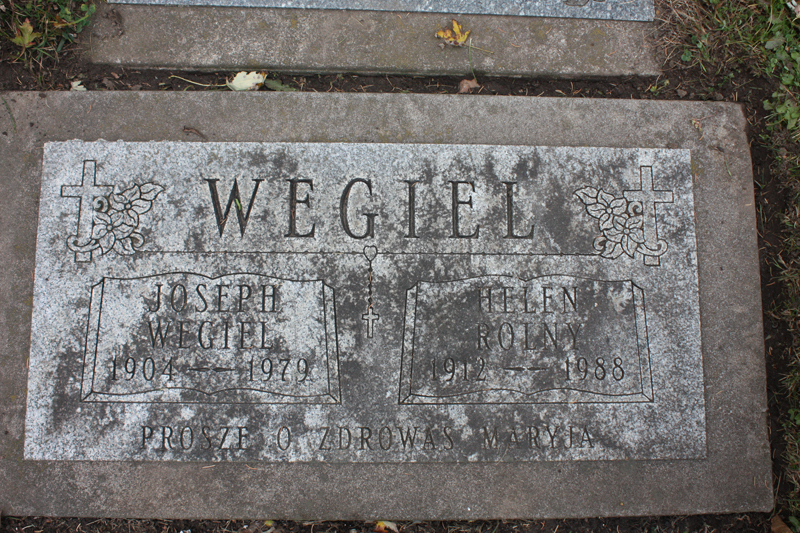 WEGIEL
JOSEPH
WEGIEL
1904 — 1979
HELEN
ROLNY
1912 — 1988
PROSZE O ZDROWAS MARYJA